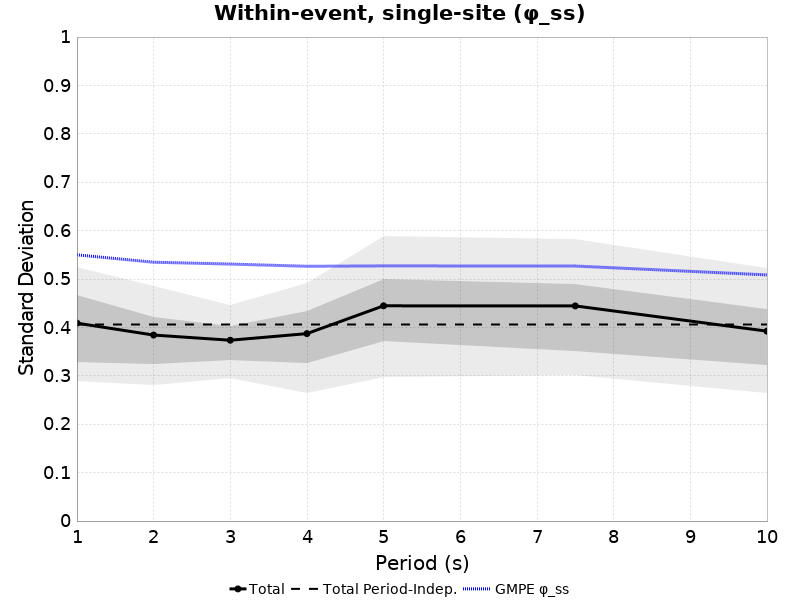 Within-event, single-site (φ_ss)
1
0.9
0.8
0.7
0.6
0.5
0.4
0.3
0.2
0.1
0
Standard Deviation
1 2 3 4 5 6 7 8 9 10
Period (s)
Total Total Period-Indep. GMPE φ_ss